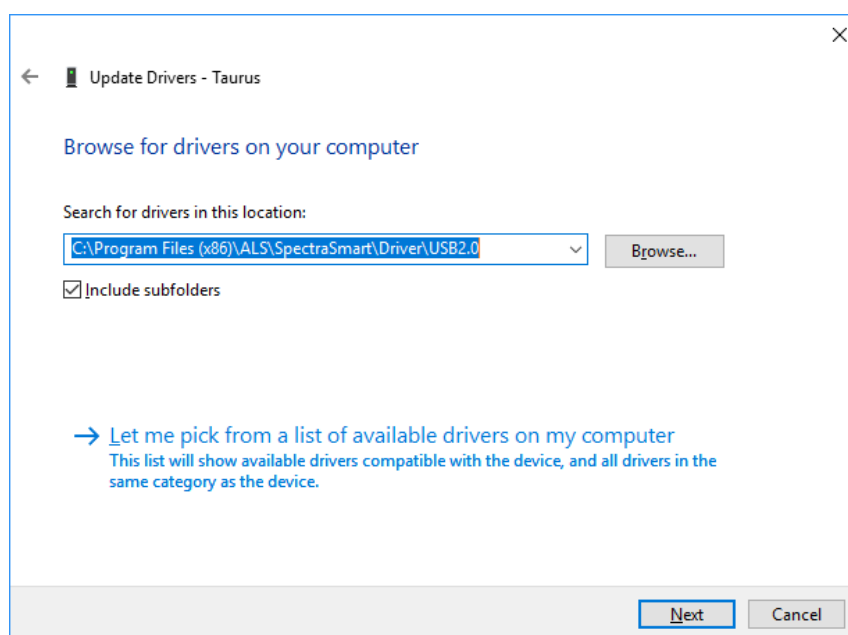 Update Drivers - Taurus
Browse for drivers on your computer
Search for drivers in this location:
C:\Program Files (x86)\ALS\SpectraSmart\Driver\USB2.0
Browse...
Include subfolders
Let me pick from a list of available drivers on my computer
This list will show available drivers compatible with the device, and all drivers in the
same category as the device.
Next
Cancel